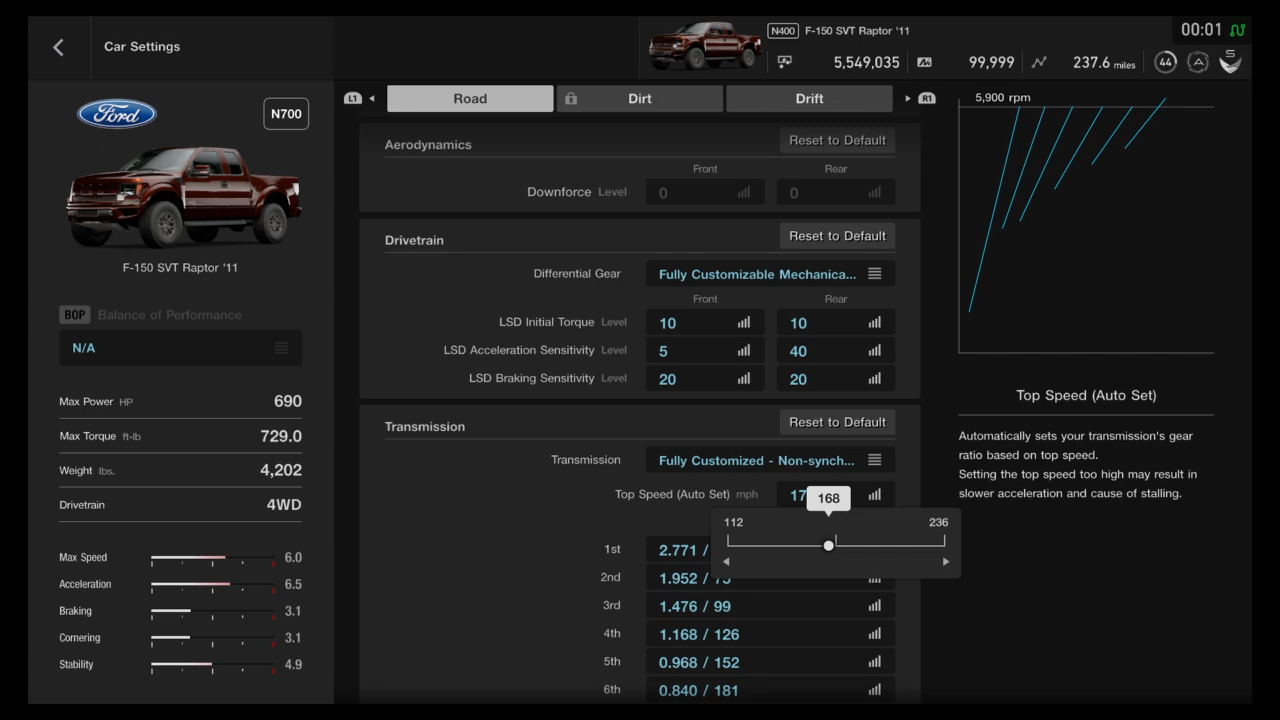 Car Settings
N400 F-150 SVT Raptor '11
00:01
5,549,035 99,999 237.6 miles 44 A S
Ford
N700
F-150 SVT Raptor '11
BOP Balance of Performance
N/A
Max Power HP 690
Max Torque ft-lb 729.0
Weight lbs. 4,202
Drivetrain 4WD
Max Speed 6.0
Acceleration 6.5
Braking 3.1
Cornering 3.1
Stability 4.9
L1 Road Dirt Drift R1
Aerodynamics Reset to Default
Front Rear
Downforce Level 0 0
Drivetrain Reset to Default
Differential Gear Fully Customizable Mechanica...
Front Rear
LSD Initial Torque Level 10 10
LSD Acceleration Sensitivity Level 5 40
LSD Braking Sensitivity Level 20 20
Transmission Reset to Default
Transmission Fully Customized - Non-synch...
Top Speed (Auto Set) mph 17
168
112 236
1st 2.771 /
2nd 1.952 /
3rd 1.476 / 99
4th 1.168 / 126
5th 0.968 / 152
6th 0.840 / 181
5,900 rpm
Top Speed (Auto Set)
Automatically sets your transmission's gear
ratio based on top speed.
Setting the top speed too high may result in
slower acceleration and cause of stalling.